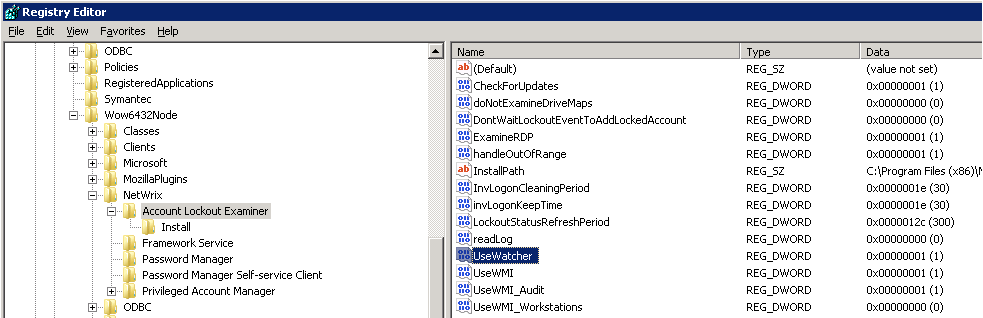 Registry Editor
File Edit View Favorites Help
ODBC
Policies
RegisteredApplications
Symantec
Wow6432Node
Classes
Clients
Microsoft
MozillaPlugins
NetWrix
Account Lockout Examiner
Install
Framework Service
Password Manager
Password Manager Self-service Client
Privileged Account Manager
ODBC
Name Type Data
(Default) REG_SZ (value not set)
CheckForUpdates REG_DWORD 0x00000001 (1)
doNotExamineDriveMaps REG_DWORD 0x00000000 (0)
DontWaitLockoutEventToAddLockedAccount REG_DWORD 0x00000000 (0)
ExamineRDP REG_DWORD 0x00000001 (1)
handleOutOfRange REG_DWORD 0x00000001 (1)
InstallPath REG_SZ C:\Program Files (x86)\
InvLogonCleaningPeriod REG_DWORD 0x0000001e (30)
invLogonKeepTime REG_DWORD 0x0000001e (30)
LockoutStatusRefreshPeriod REG_DWORD 0x0000012c (300)
readLog REG_DWORD 0x00000000 (0)
UseWatcher REG_DWORD 0x00000001 (1)
UseWMI REG_DWORD 0x00000001 (1)
UseWMI_Audit REG_DWORD 0x00000001 (1)
UseWMI_Workstations REG_DWORD 0x00000000 (0)